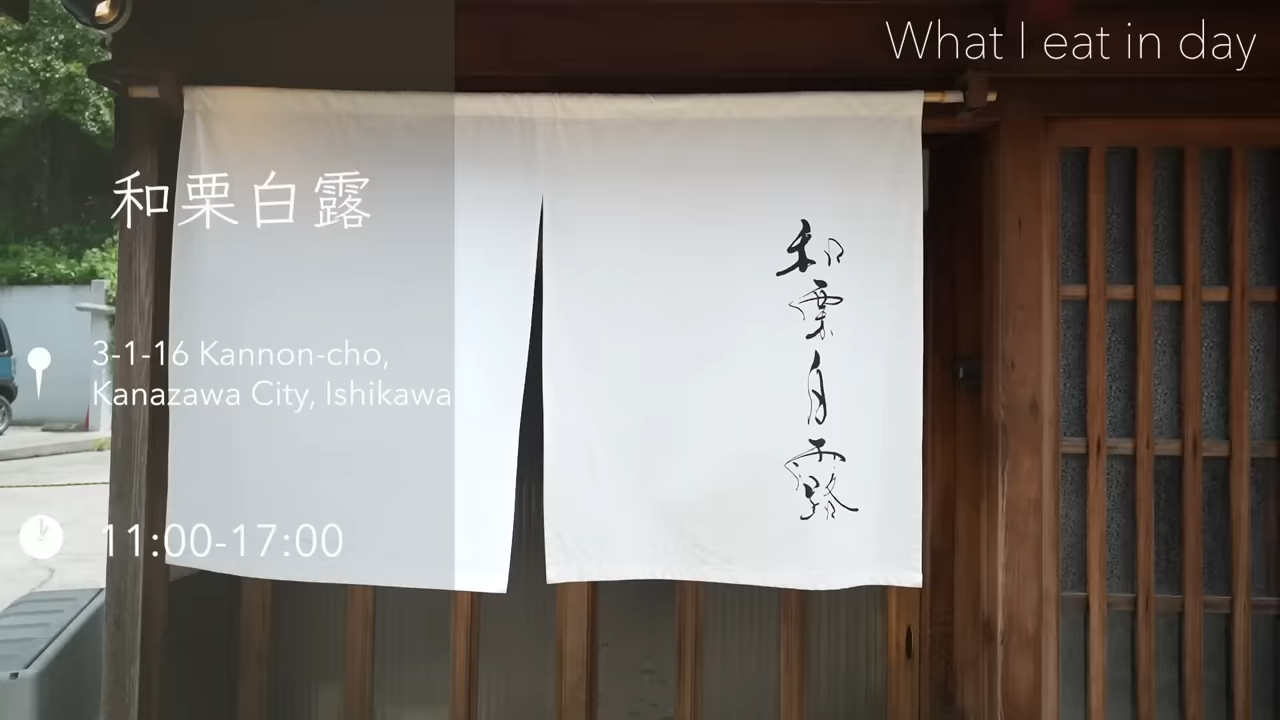 What I eat in day
和栗白露
3-1-16 Kannon-cho,
Kanazawa City, Ishikawa
11:00-17:00
和栗白露